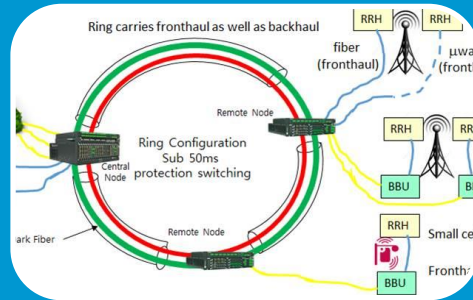 Ring carries fronthaul as well as backhaul
RRH
RRH
fiber
(fronthaul)
Remote Node
Ring Configuration
Sub 50ms
protection switching
Central
Node
RRH
BBU
Remote Node
RRH
Small
BBU